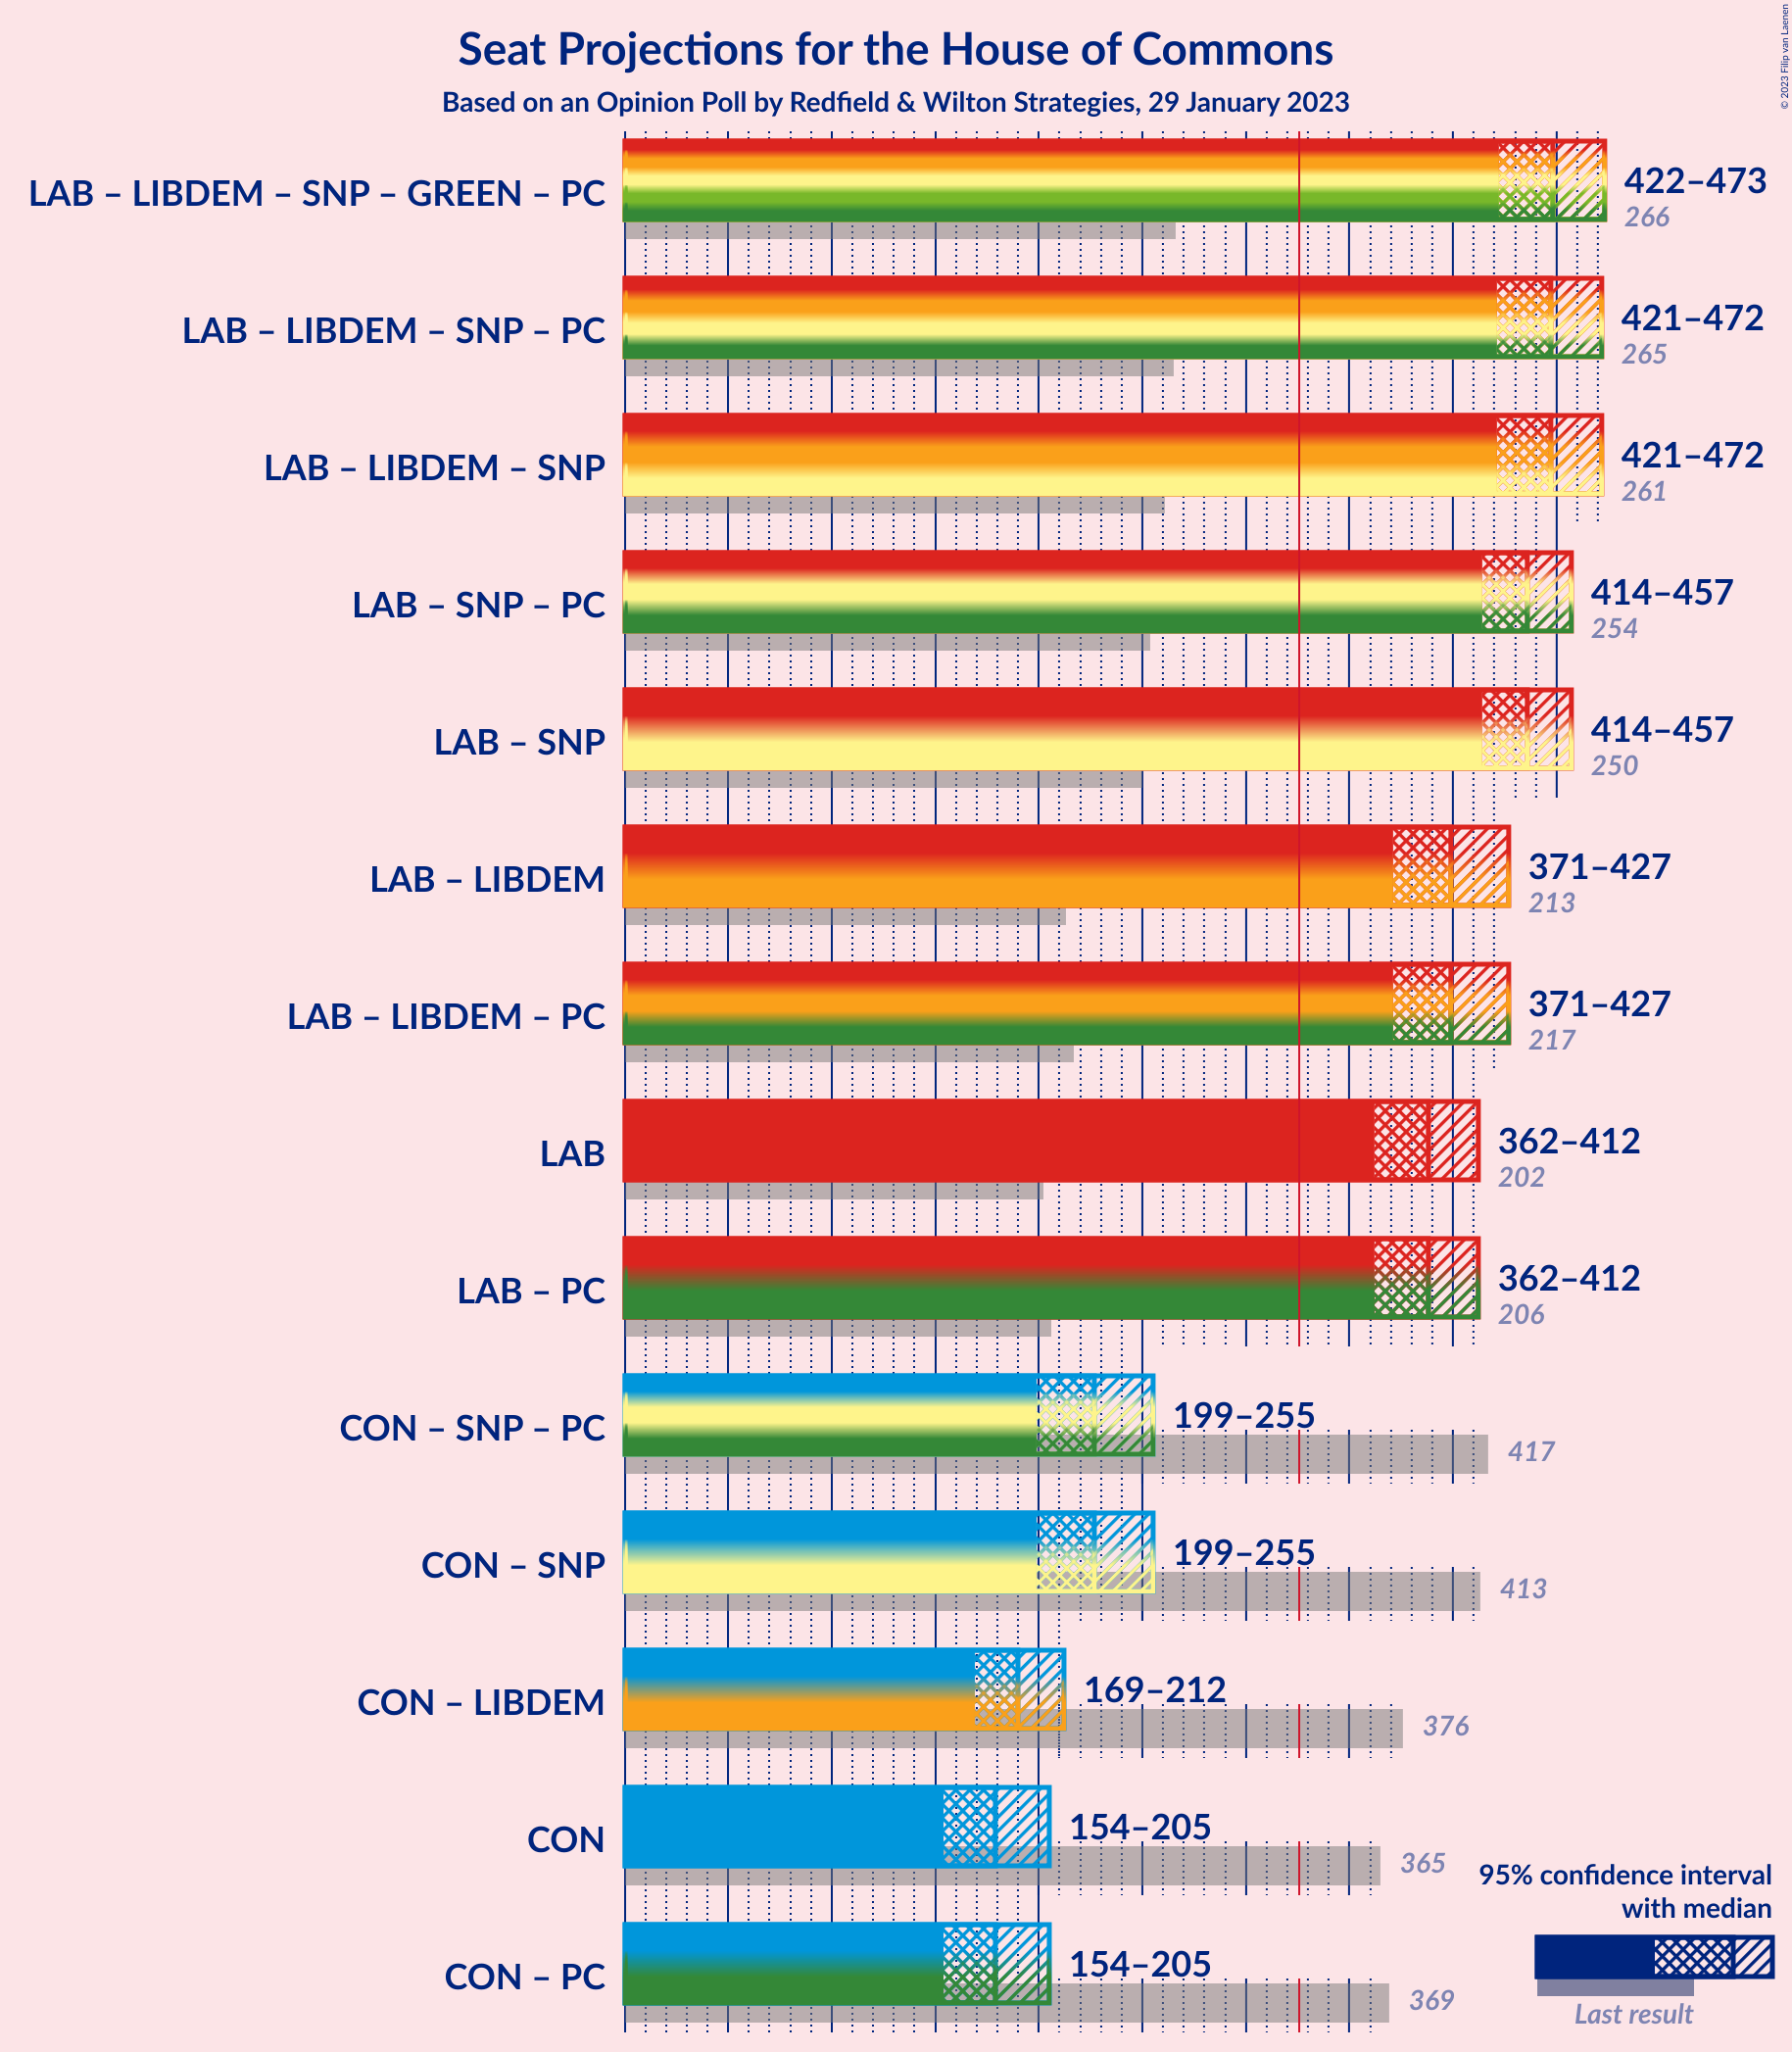 Seat Projections for the House of Commons
Based on an Opinion Poll by Redfield & Wilton Strategies, 29 January 2023
© 2023 Filip van Laenen
LAB – LIBDEM – SNP – GREEN – PC
422–473
266
LAB – LIBDEM – SNP – PC
421–472
265
LAB – LIBDEM – SNP
421–472
261
LAB – SNP – PC
414–457
254
LAB – SNP
414–457
250
LAB – LIBDEM
371–427
213
LAB – LIBDEM – PC
371–427
217
LAB
362–412
202
LAB – PC
362–412
206
CON – SNP – PC
199–255
417
CON – SNP
199–255
413
CON – LIBDEM
169–212
376
CON
154–205
365
CON – PC
154–205
369
95% confidence interval
with median
Last result